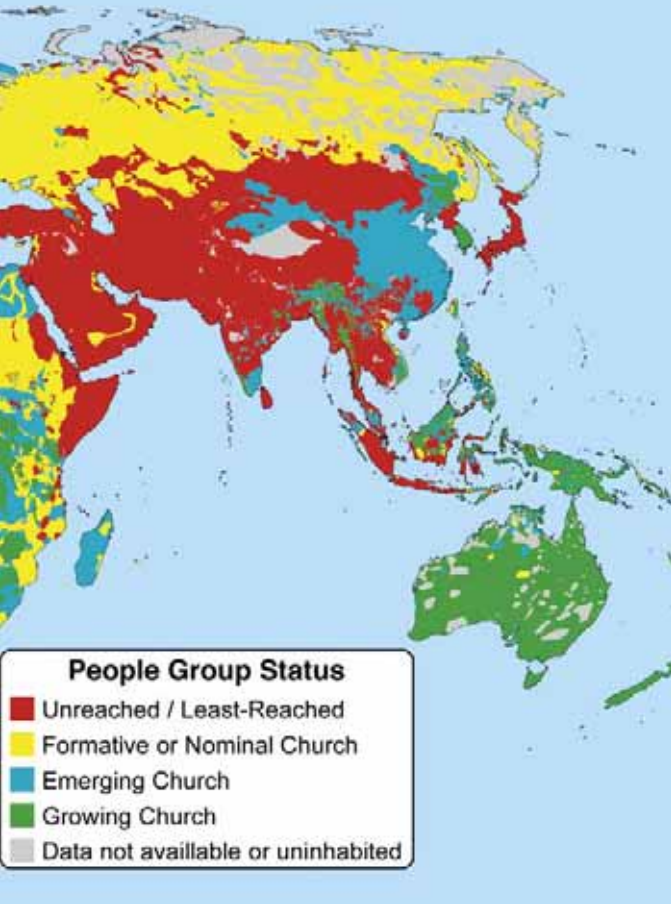 People Group Status
Unreached / Least-Reached
Formative or Nominal Church
Emerging Church
Growing Church
Data not availlable or uninhabited